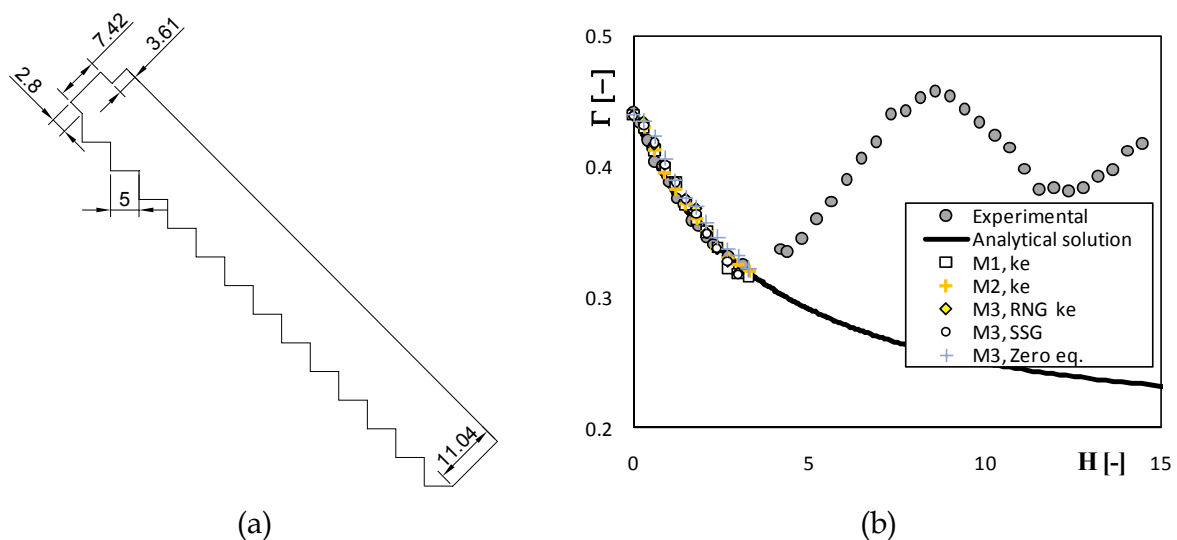 7.42
3.61
2.8
5
11.04
(a)
0.5
Γ [−]
0.4
0.3
0.2
0
5
10
H [-]
15
Experimental
Analytical solution
M1, ke
M2, ke
M3, RNG ke
M3, SSG
M3, Zero eq.
(b)